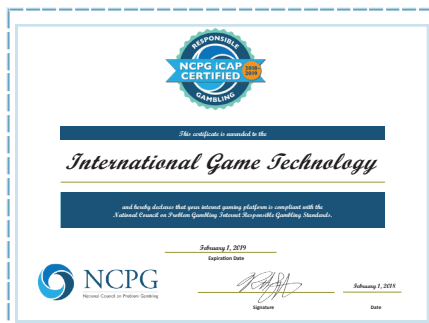 RESPONSIBLE
NCPG iCAP
CERTIFIED
2018-
2019
GAMBLING
This certificate is awarded to the
International Game Technology
and hereby declares that your internet gaming platform is compliant with the
National Council on Problem Gambling Internet Responsible Gambling Standards.
February 1, 2019
Expiration Date
NCPG
National Council on Problem Gambling
Signature
February 1, 2018
Date